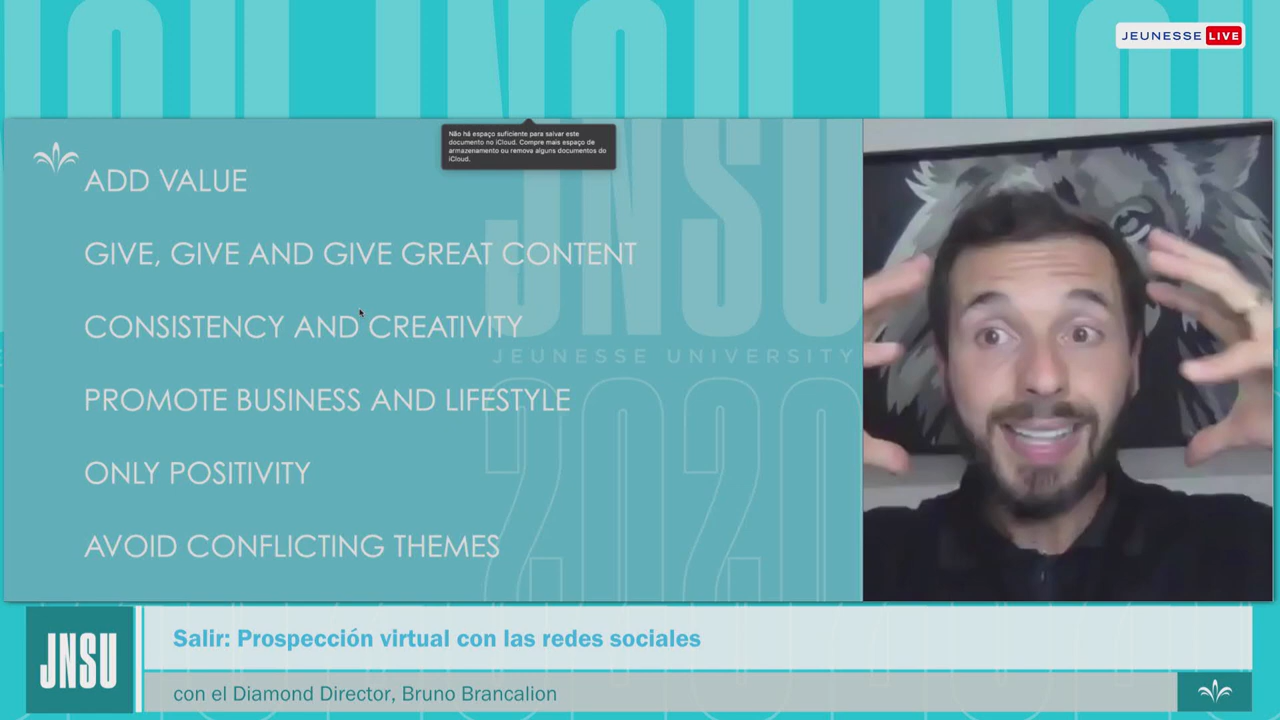 JEUNESSE LIVE
Não há espaço suficiente para salvar este
documento no iCloud. Compre mais espaço de
armazenamento ou remova alguns documentos do
iCloud.
ADD VALUE
GIVE, GIVE AND GIVE GREAT CONTENT
CONSISTENCY AND CREATIVITY
PROMOTE BUSINESS AND LIFESTYLE
ONLY POSITIVITY
AVOID CONFLICTING THEMES
JNSU
JEUNESSE UNIVERSITY
2020
JNSU
Salir: Prospección virtual con las redes sociales
con el Diamond Director, Bruno Brancalion